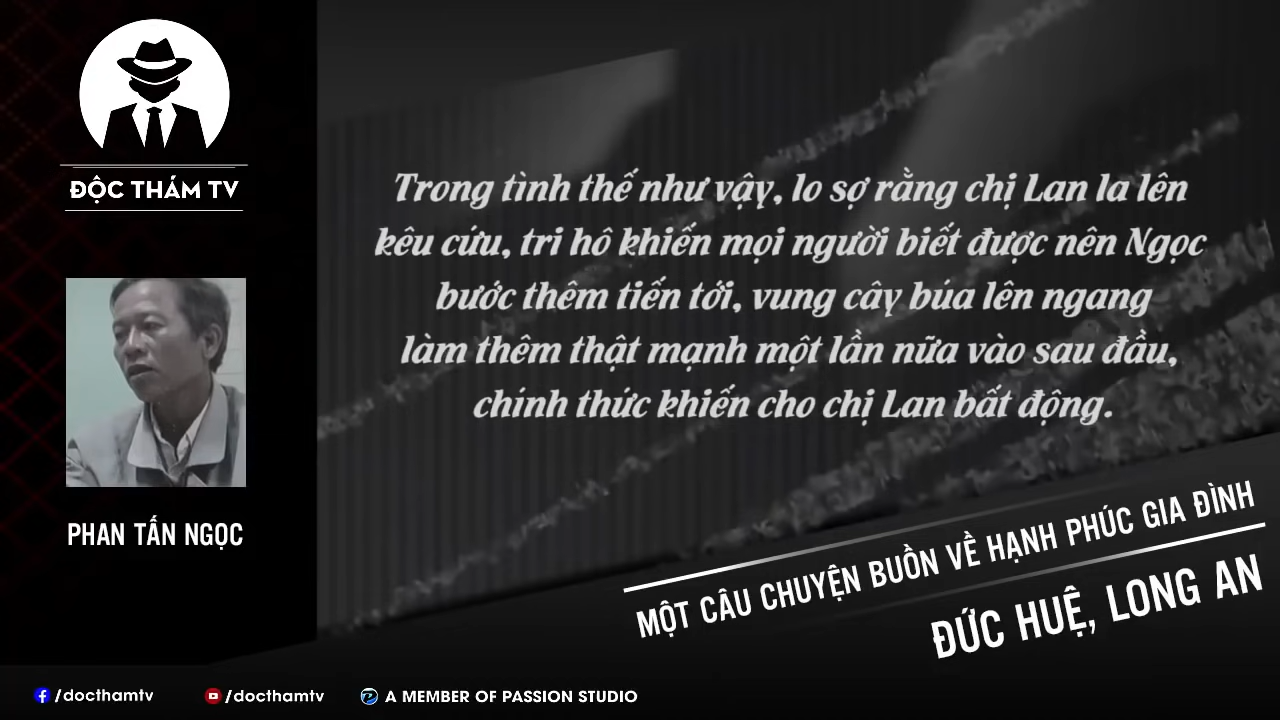 ĐỘC THÁM TV
PHAN TẤN NGỌC
Trong tình thế như vậy, lo sợ rằng chị Lan la lên
kêu cứu, tri hô khiến mọi người biết được nên Ngọc
bước thêm tiến tới, vung cây búa lên ngang
làm thêm thật mạnh một lần nữa vào sau đầu,
chính thức khiến cho chị Lan bất động.
MỘT CÂU CHUYỆN BUỒN VỀ HẠNH PHÚC GIA ĐÌNH
ĐỨC HUỆ, LONG AN
/docthamtv
/docthamtv
A MEMBER OF PASSION STUDIO